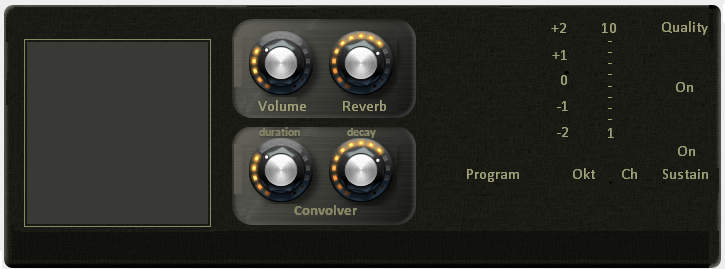 +2 10 Quality
+1
0 On
Volume Reverb
-1
duration decay
-2 1
On
Program Okt Ch Sustain
Convolver